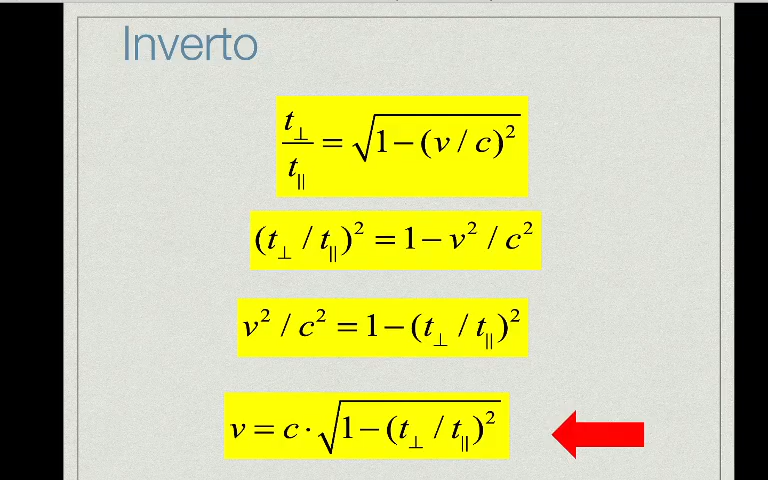 Inverto
t⊥ / t∥ = √(1 − (v / c)²)
(t⊥ / t∥)² = 1 − v² / c²
v² / c² = 1 − (t⊥ / t∥)²
v = c · √(1 − (t⊥ / t∥)²)